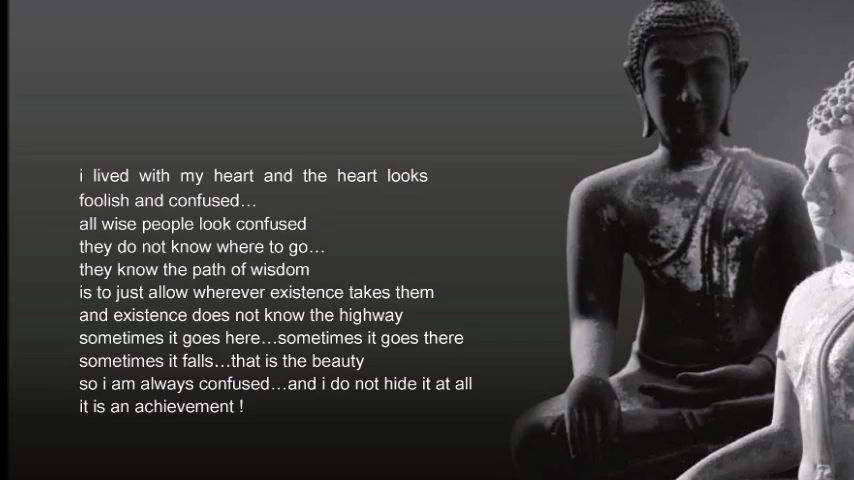 i lived with my heart and the heart looks
foolish and confused...
all wise people look confused
they do not know where to go...
they know the path of wisdom
is to just allow wherever existence takes them
and existence does not know the highway
sometimes it goes here...sometimes it goes there
sometimes it falls...that is the beauty
so i am always confused...and i do not hide it at all
it is an achievement !